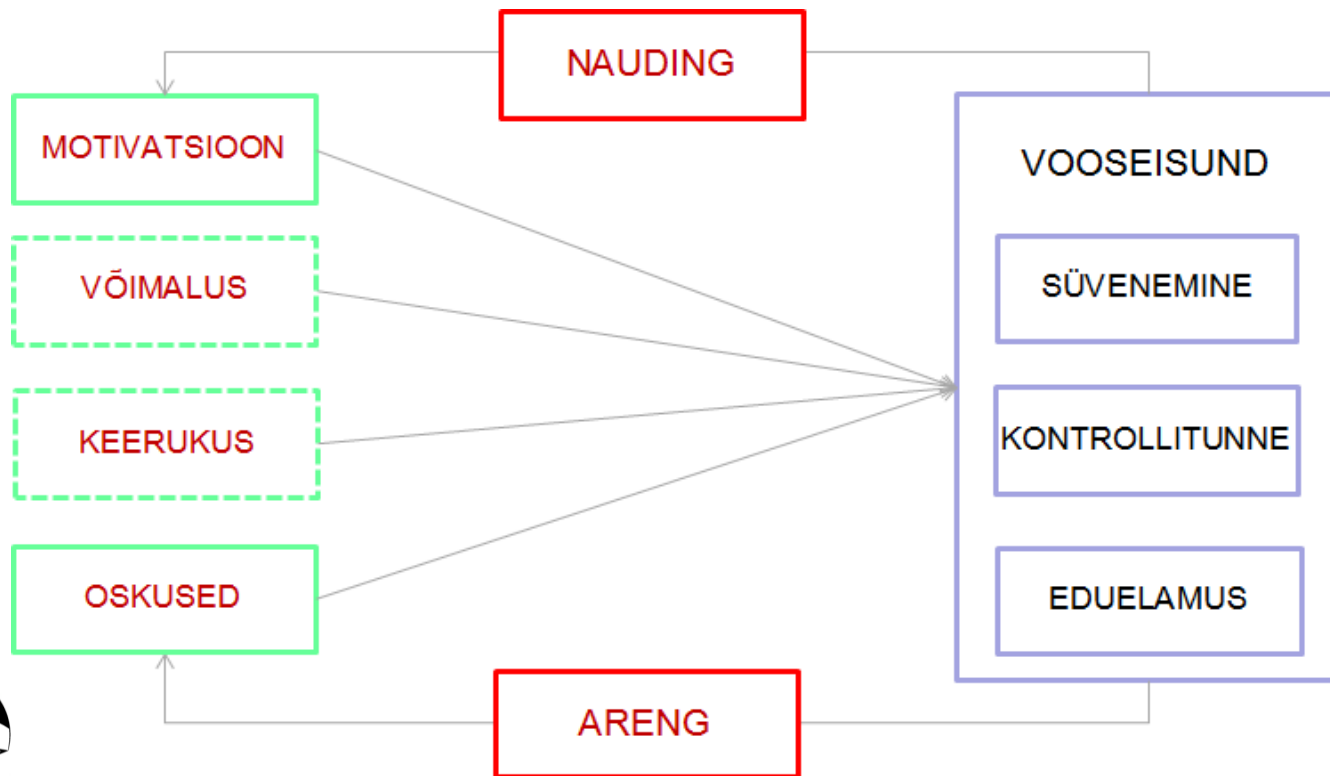 NAUDING
MOTIVATSIOON
VÕIMALUS
KEERUKUS
OSKUSED
VOOSEISUND
SÜVENEMINE
KONTROLLITUNNE
EDUELAMUS
ARENG